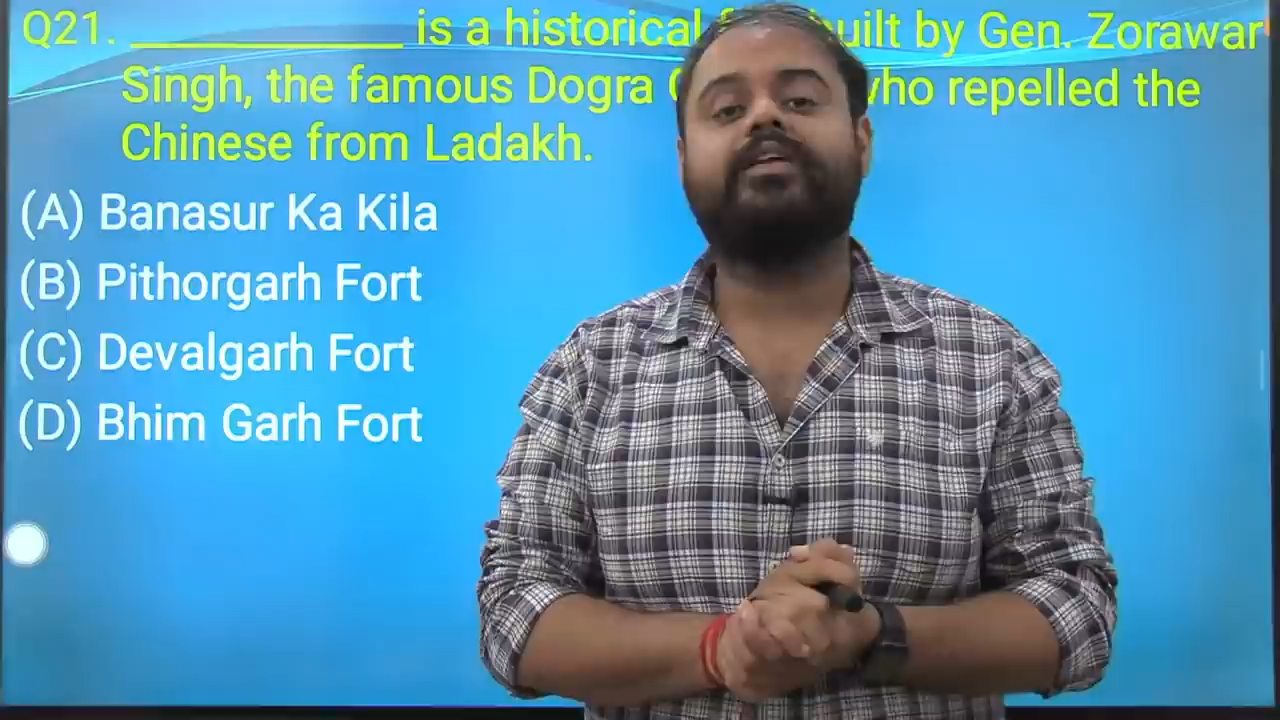 Q21. ____________ is a historical built by Gen. Zorawar
Singh, the famous Dogra who repelled the
Chinese from Ladakh.
(A) Banasur Ka Kila
(B) Pithorgarh Fort
(C) Devalgarh Fort
(D) Bhim Garh Fort